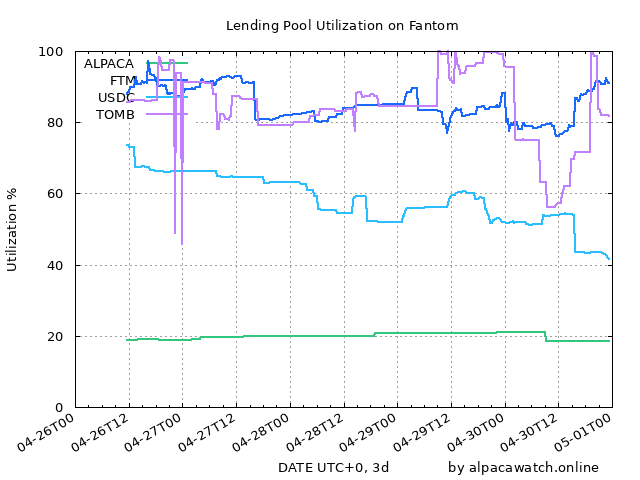 Lending Pool Utilization on Fantom
100
80
60
40
20
0
Utilization %
ALPACA
FTM
USDC
TOMB
04-26T00
04-26T12
04-27T00
04-27T12
04-28T00
04-28T12
04-29T00
04-29T12
04-30T00
04-30T12
05-01T00
DATE UTC+0, 3d
by alpacawatch.online